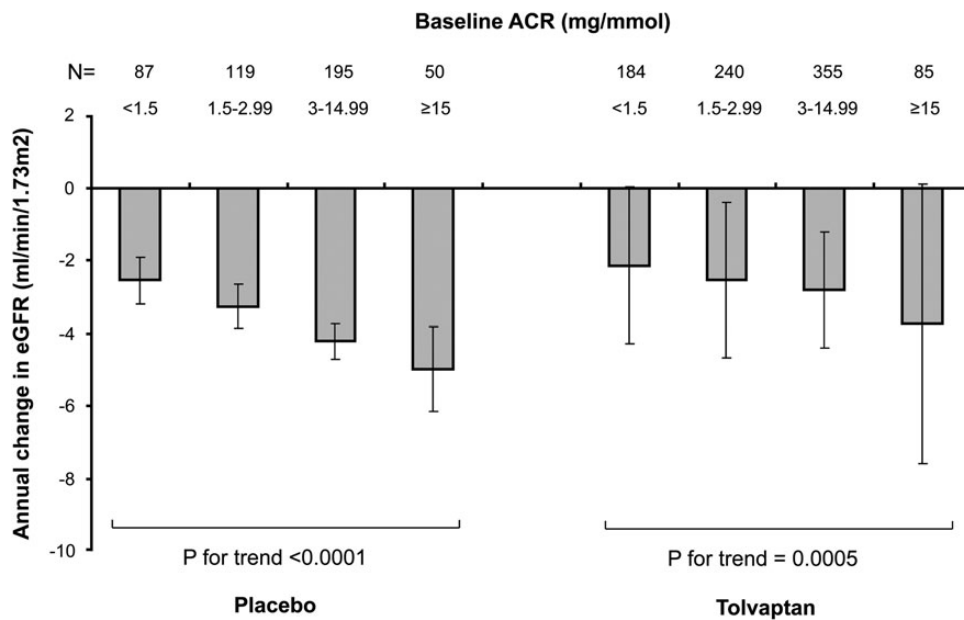 Baseline ACR (mg/mmol)
N= 87 119 195 50 184 240 355 85
<1.5 1.5-2.99 3-14.99 ≥15 <1.5 1.5-2.99 3-14.99 ≥15
Annual change in eGFR (ml/min/1.73m2)
2
0
-2
-4
-6
-8
-10
P for trend <0.0001 P for trend = 0.0005
Placebo Tolvaptan